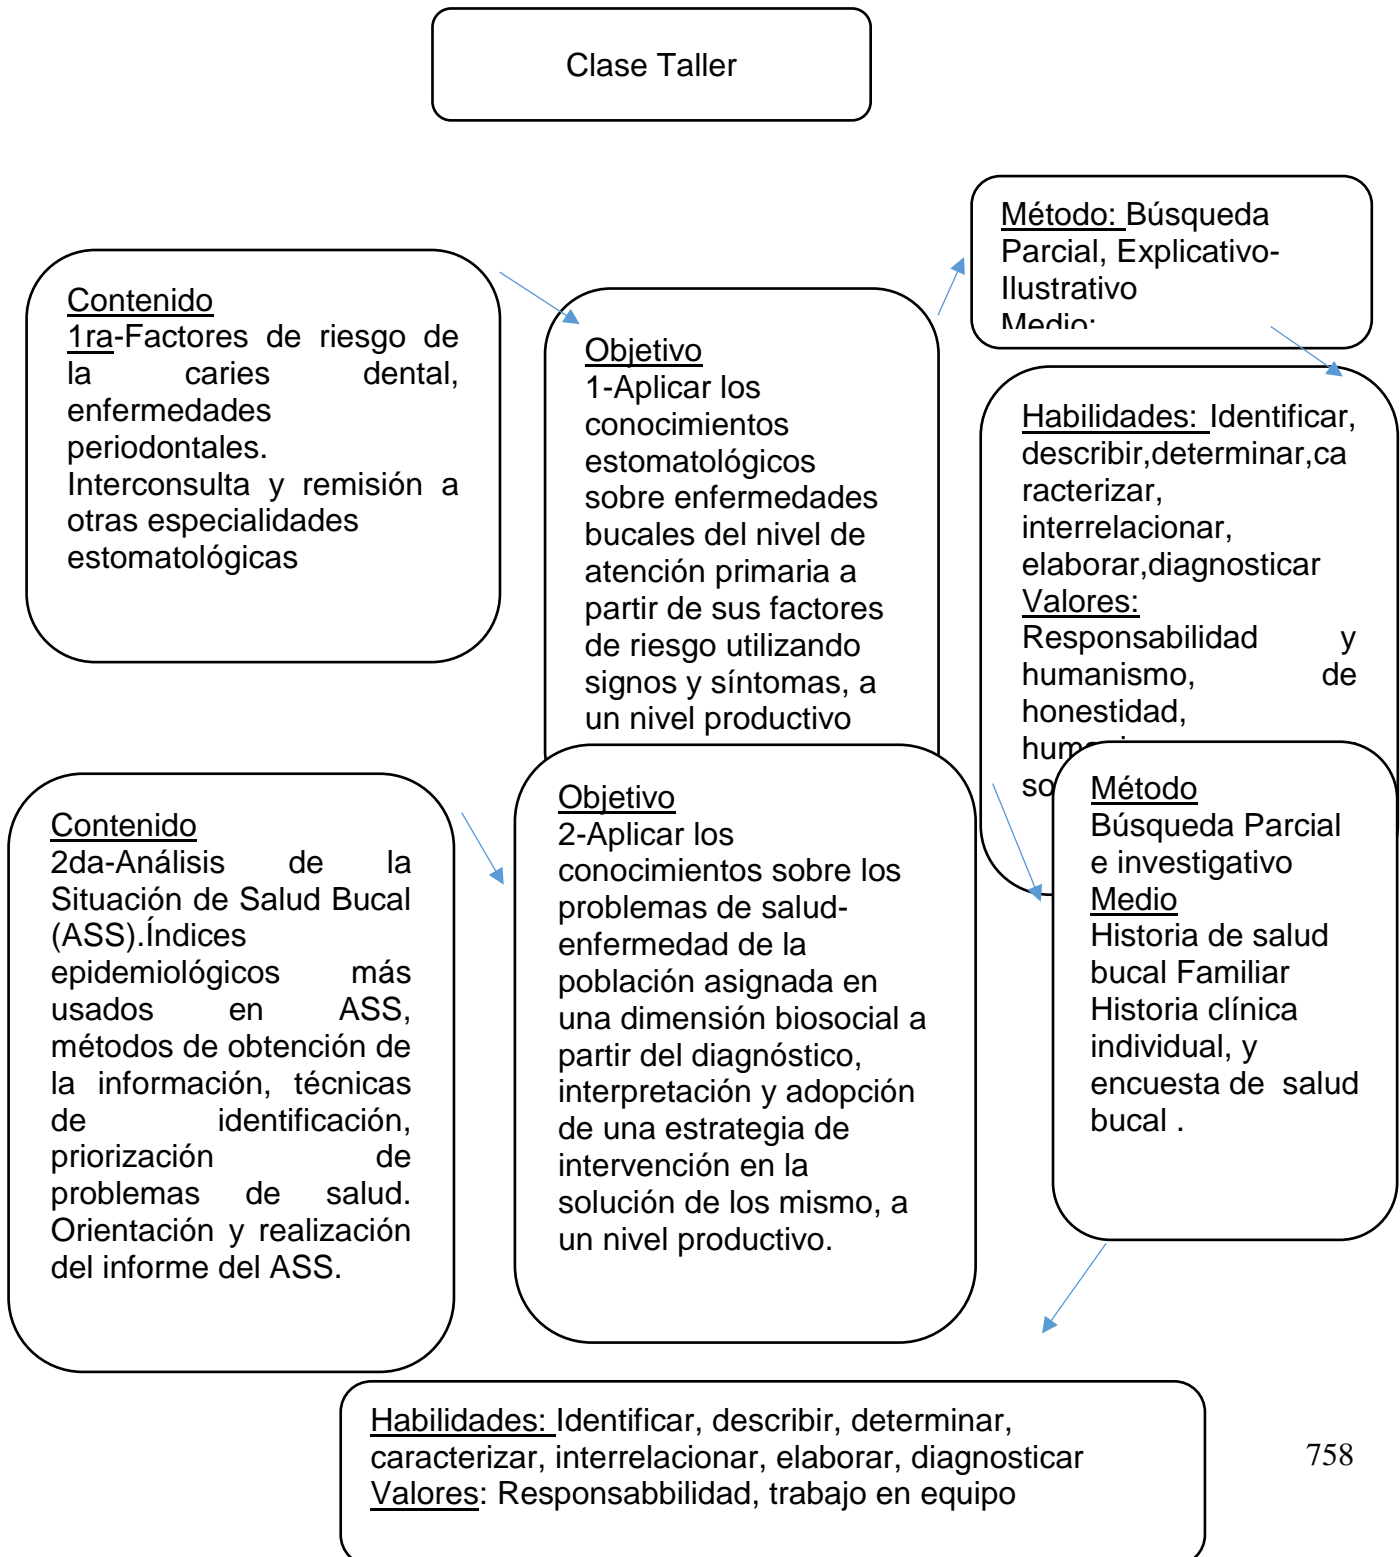 Clase Taller
Método: Búsqueda
Parcial, Explicativo-
Ilustrativo
Medio:
Contenido
1ra-Factores de riesgo de
la caries dental,
enfermedades
periodontales.
Interconsulta y remisión a
otras especialidades
estomatológicas
Objetivo
1-Aplicar los
conocimientos
estomatológicos
sobre enfermedades
bucales del nivel de
atención primaria a
partir de sus factores
de riesgo utilizando
signos y síntomas, a
un nivel productivo
Habilidades: Identificar,
describir,determinar,ca
racterizar,
interrelacionar,
elaborar,diagnosticar
Valores:
Responsabilidad y
humanismo, de
honestidad,
Contenido
2da-Análisis de la
Situación de Salud Bucal
(ASS).Índices
epidemiológicos más
usados en ASS,
métodos de obtención de
la información, técnicas
de identificación,
priorización de
problemas de salud.
Orientación y realización
del informe del ASS.
Objetivo
2-Aplicar los
conocimientos sobre los
problemas de salud-
enfermedad de la
población asignada en
una dimensión biosocial a
partir del diagnóstico,
interpretación y adopción
de una estrategia de
intervención en la
solución de los mismo, a
un nivel productivo.
Método
Búsqueda Parcial
e investigativo
Medio
Historia de salud
bucal Familiar
Historia clínica
individual, y
encuesta de salud
bucal .
Habilidades: Identificar, describir, determinar,
caracterizar, interrelacionar, elaborar, diagnosticar
Valores: Responsabbilidad, trabajo en equipo
758